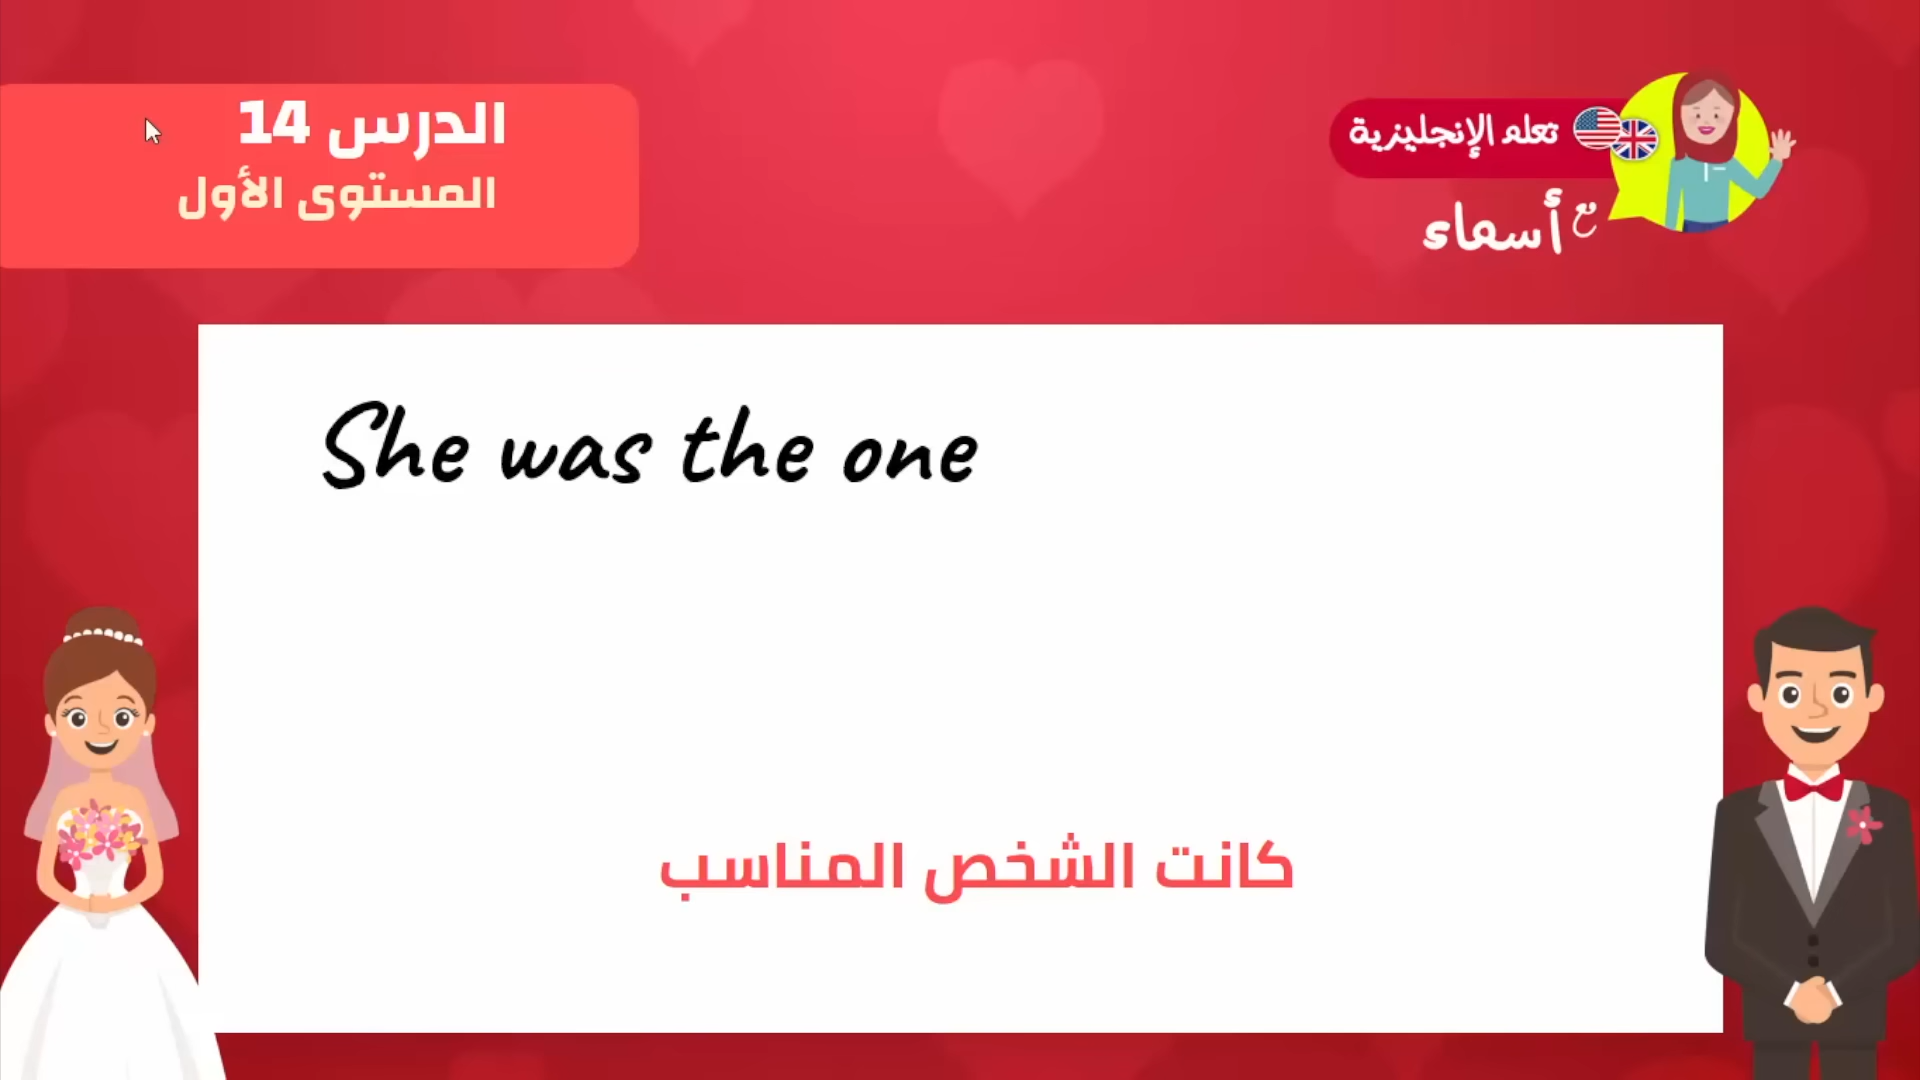 الدرس 14
المستوى الأول
تعلم الإنجليزية
مع أسماء
She was the one
كانت الشخص المناسب